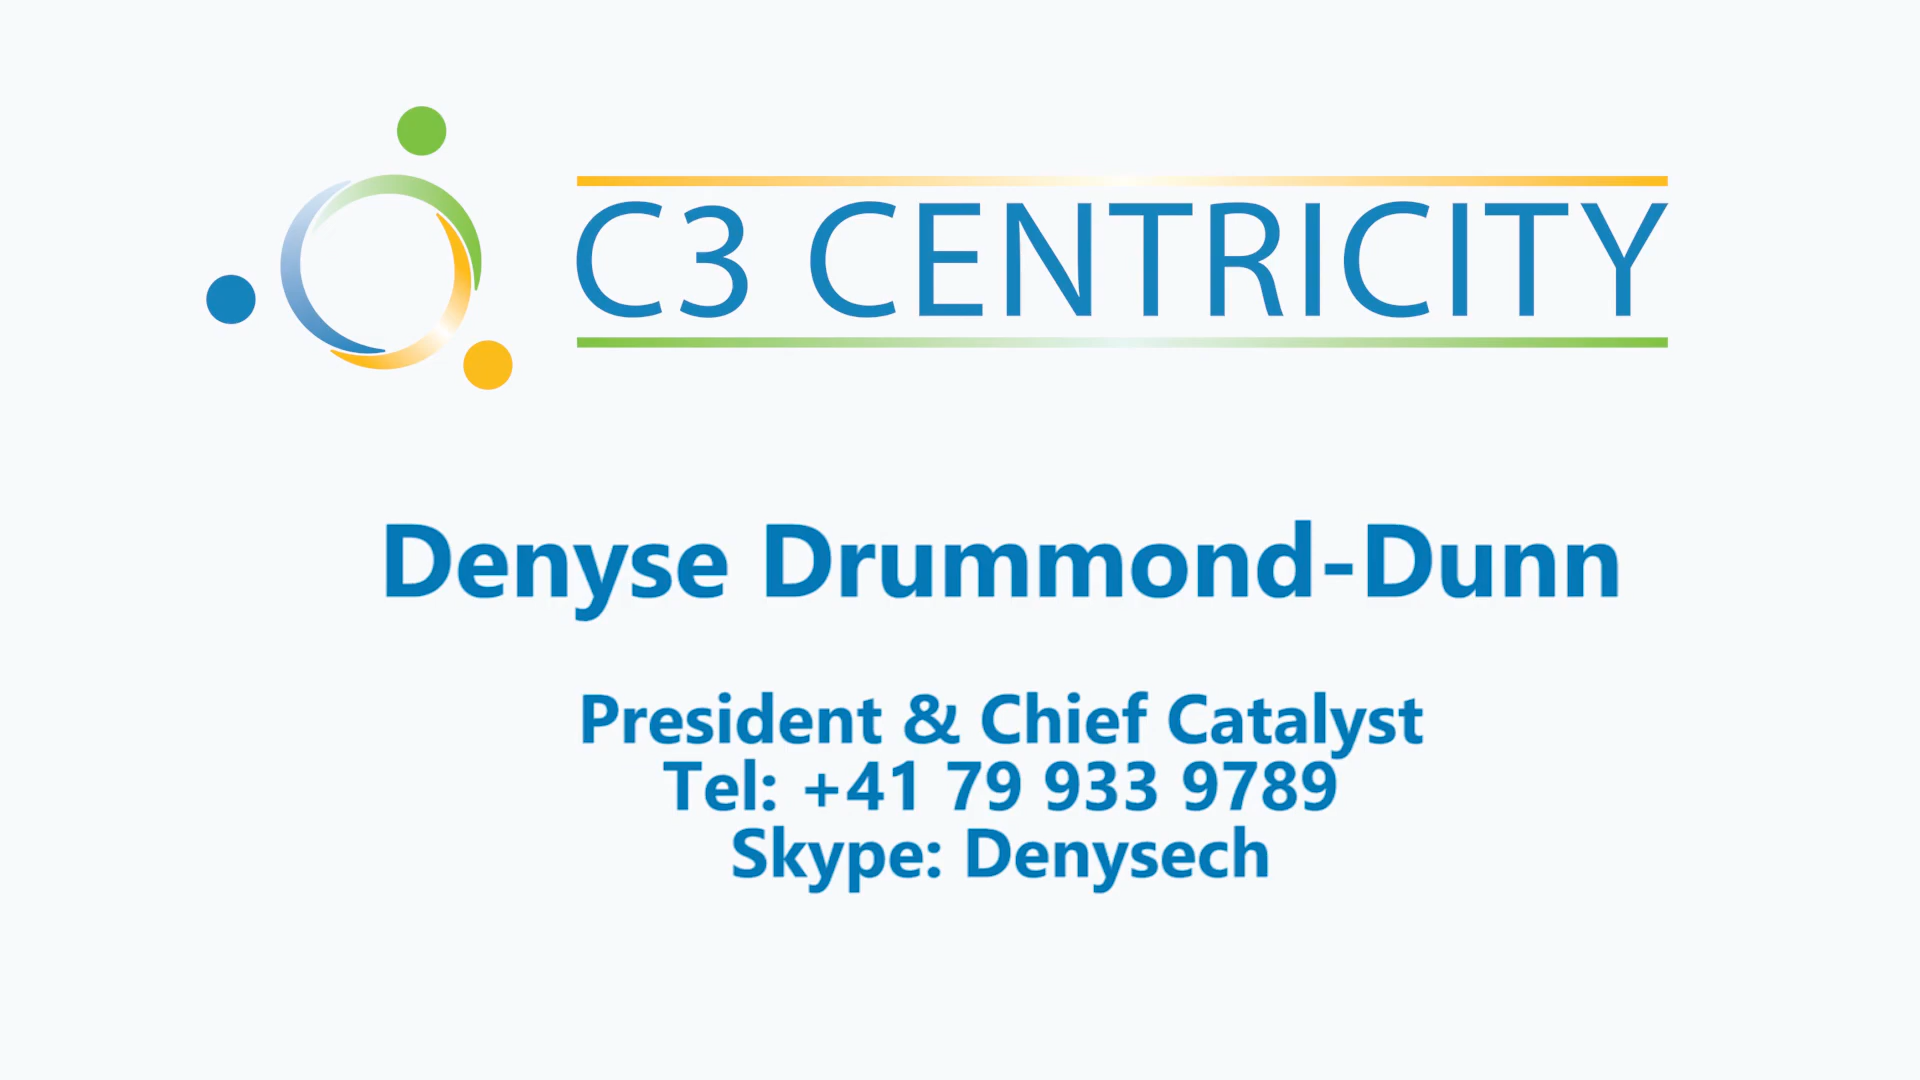 C3 CENTRICITY
Denyse Drummond-Dunn
President & Chief Catalyst
Tel: +41 79 933 9789
Skype: Denysech